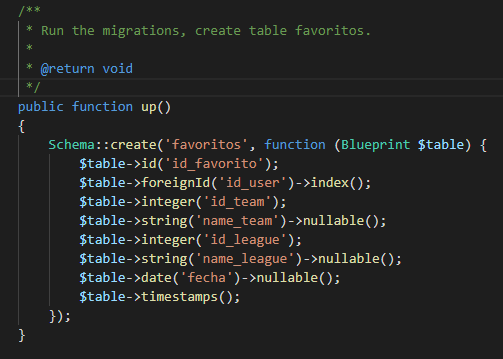 /**
 * Run the migrations, create table favoritos.
 *
 * @return void
 */
public function up()
{
    Schema::create('favoritos', function (Blueprint $table) {
        $table->id('id_favorito');
        $table->foreignId('id_user')->index();
        $table->integer('id_team');
        $table->string('name_team')->nullable();
        $table->integer('id_league');
        $table->string('name_league')->nullable();
        $table->date('fecha')->nullable();
        $table->timestamps();
    });
}